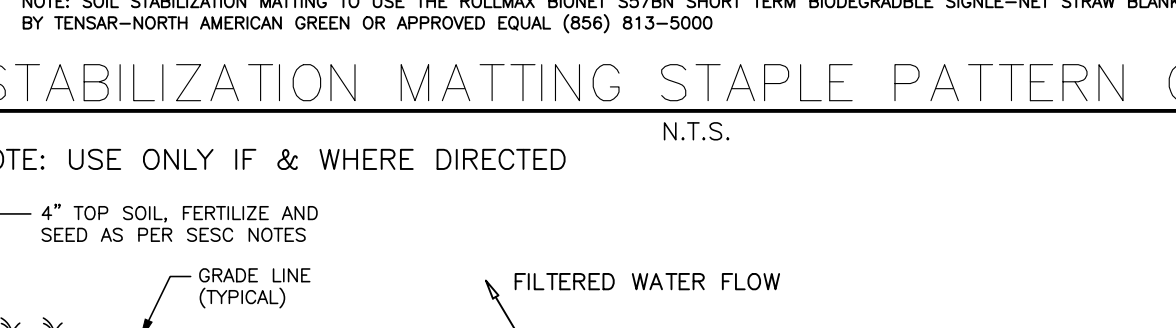 NOTE: SOIL STABILIZATION MATTING TO USE THE ROLLMAX BIONET S57BN SHORT TERM BIODEGRADBLE SIGNLE-NET STRAW
BY TENSAR-NORTH AMERICAN GREEN OR APPROVED EQUAL (856) 813-5000
STABILIZATION MATTING STAPLE PATTERN
N.T.S.
OTE: USE ONLY IF & WHERE DIRECTED
4" TOP SOIL, FERTILIZE AND
SEED AS PER SESC NOTES
GRADE LINE
(TYPICAL)
FILTERED WATER FLOW